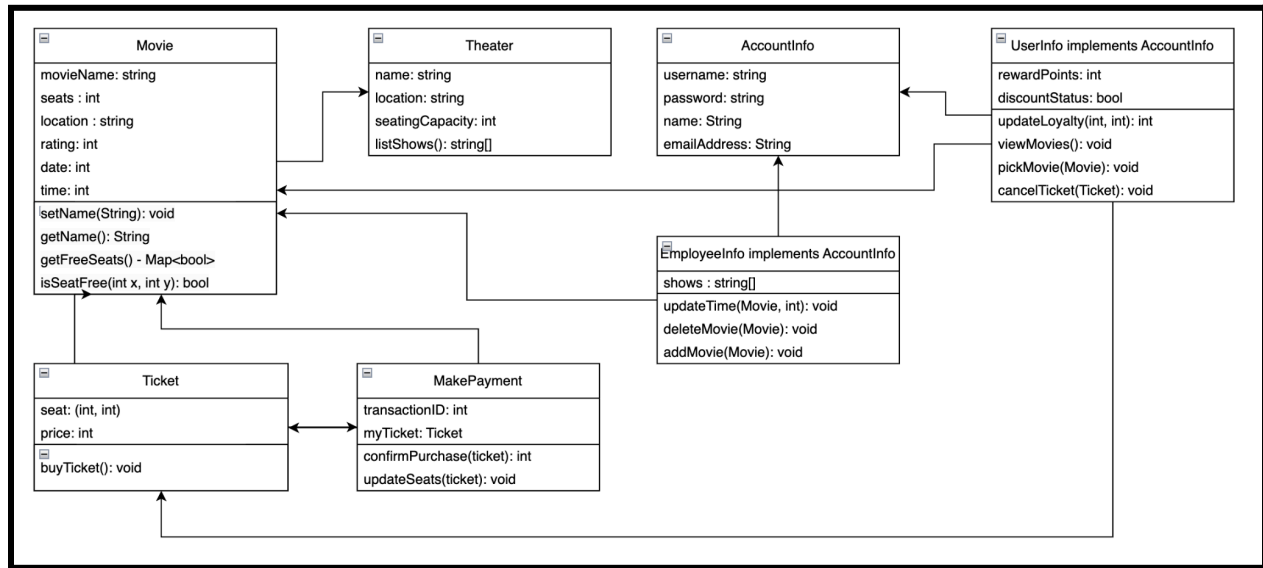 Movie
movieName: string
seats : int
location : string
rating: int
date: int
time: int
setName(String): void
getName(): String
getFreeSeats() - Map<bool>
isSeatFree(int x, int y): bool
Theater
name: string
location: string
seatingCapacity: int
listShows(): string[]
AccountInfo
username: string
password: string
name: String
emailAddress: String
UserInfo implements AccountInfo
rewardPoints: int
discountStatus: bool
updateLoyalty(int, int): int
viewMovies(): void
pickMovie(Movie): void
cancelTicket(Ticket): void
EmployeeInfo implements AccountInfo
shows : string[]
updateTime(Movie, int): void
deleteMovie(Movie): void
addMovie(Movie): void
Ticket
seat: (int, int)
price: int
buyTicket(): void
MakePayment
transactionID: int
myTicket: Ticket
confirmPurchase(ticket): int
updateSeats(ticket): void